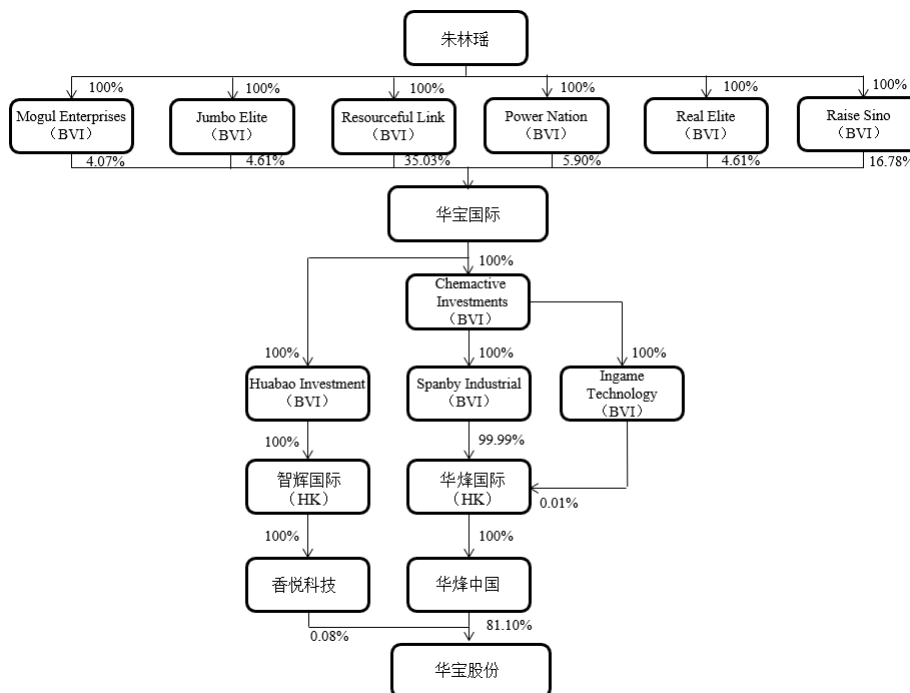 朱林瑶
100%
100%
100%
100%
100%
100%
Mogul Enterprises
（BVI）
Jumbo Elite
（BVI）
Resourceful Link
（BVI）
Power Nation
（BVI）
Real Elite
（BVI）
Raise Sino
（BVI）
4.07%
4.61%
35.03%
5.90%
4.61%
16.78%
华宝国际
100%
Chemactive
Investments
（BVI）
100%
100%
100%
Huabao Investment
（BVI）
Spanby Industrial
（BVI）
Ingame
Technology
（BVI）
100%
99.99%
智辉国际
（HK）
华烽国际
（HK）
0.01%
100%
100%
香悦科技
华烽中国
0.08%
81.10%
华宝股份